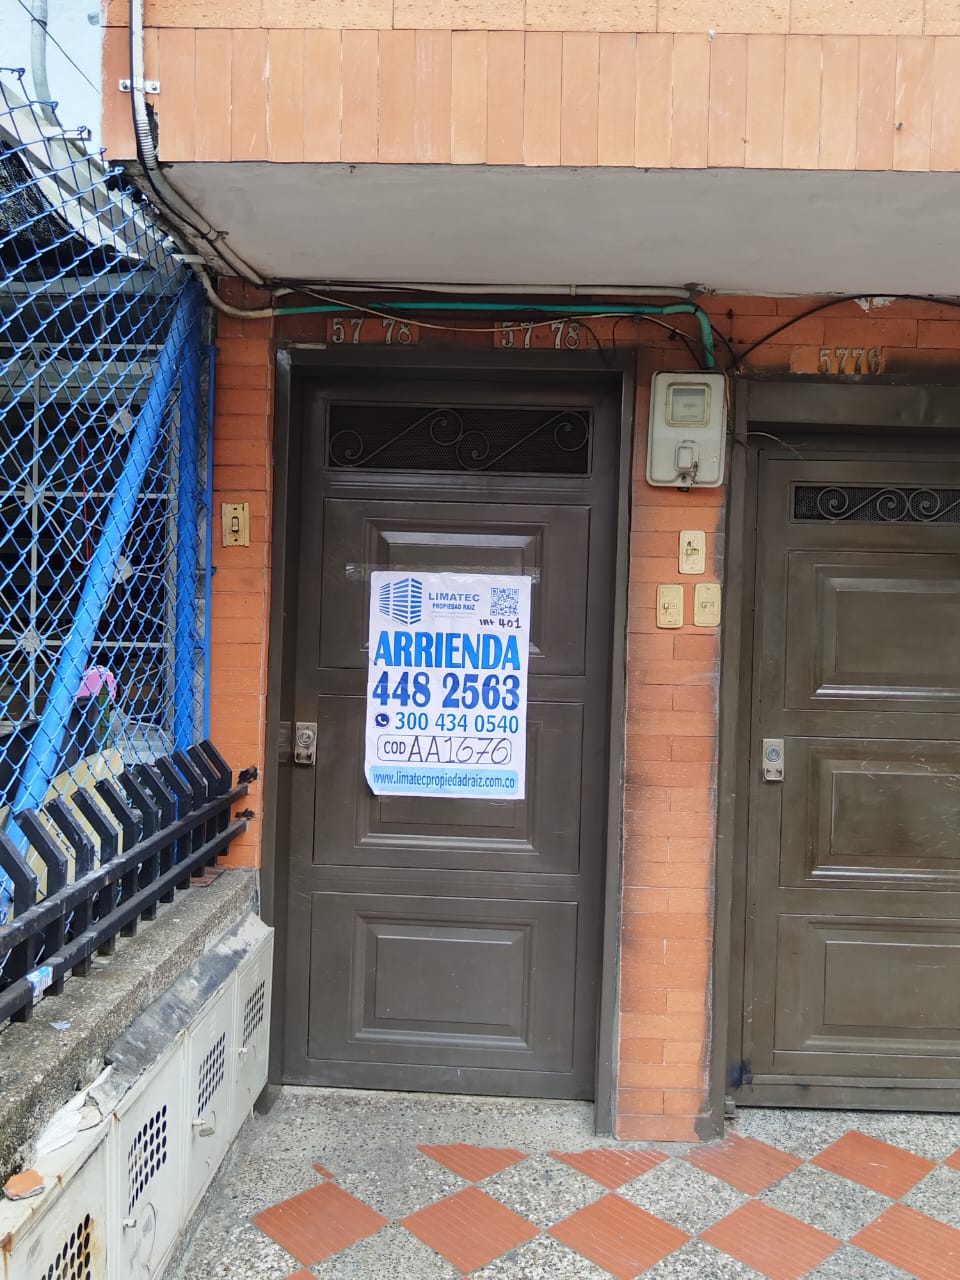 57 78
57 78
5776
LIMATEC
PROPIEDAD RAIZ
Int 401
ARRIENDA
448 2563
300 434 0540
COD AA1676
www.limatecpropiedadraiz.com.co